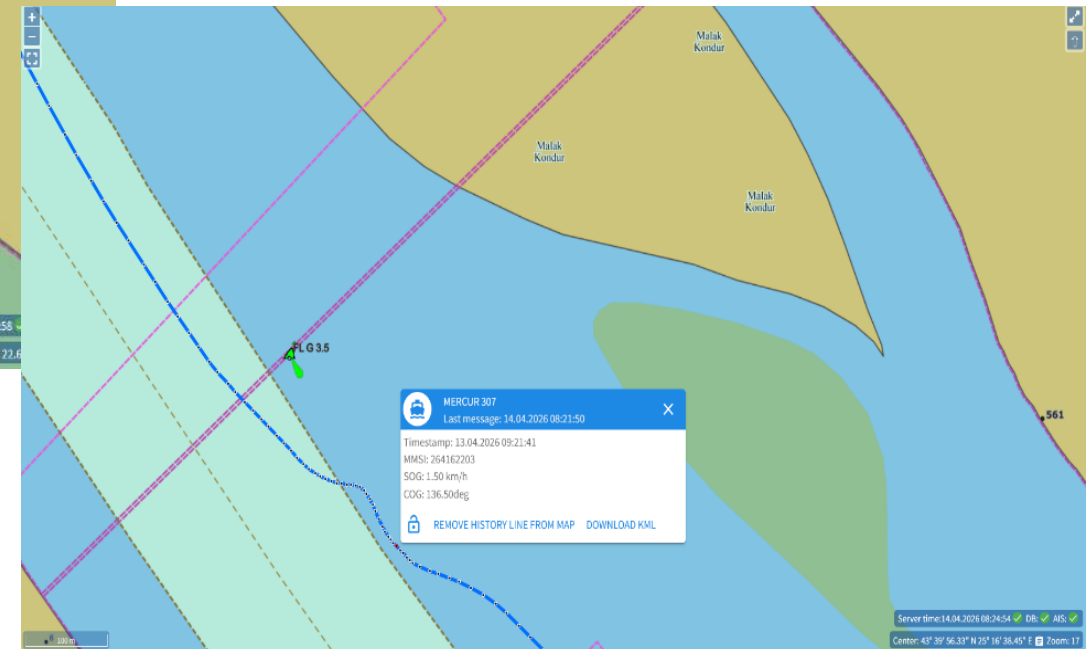 +
−
Malak
Kondur
Malak
Kondur
Malak
Kondur
:58
22.6
FL G 3.5
561
MERCUR 307
Last message: 14.04.2026 08:21:50
X
Timestamp: 13.04.2026 09:21:41
MMSI: 264162203
SOG: 1.50 km/h
COG: 136.50deg
REMOVE HISTORY LINE FROM MAP DOWNLOAD KML
100 m
Server time:14.04.2026 08:24:54 DB: AIS:
Center: 43° 39' 56.33" N 25° 16' 38.45" E Zoom: 17